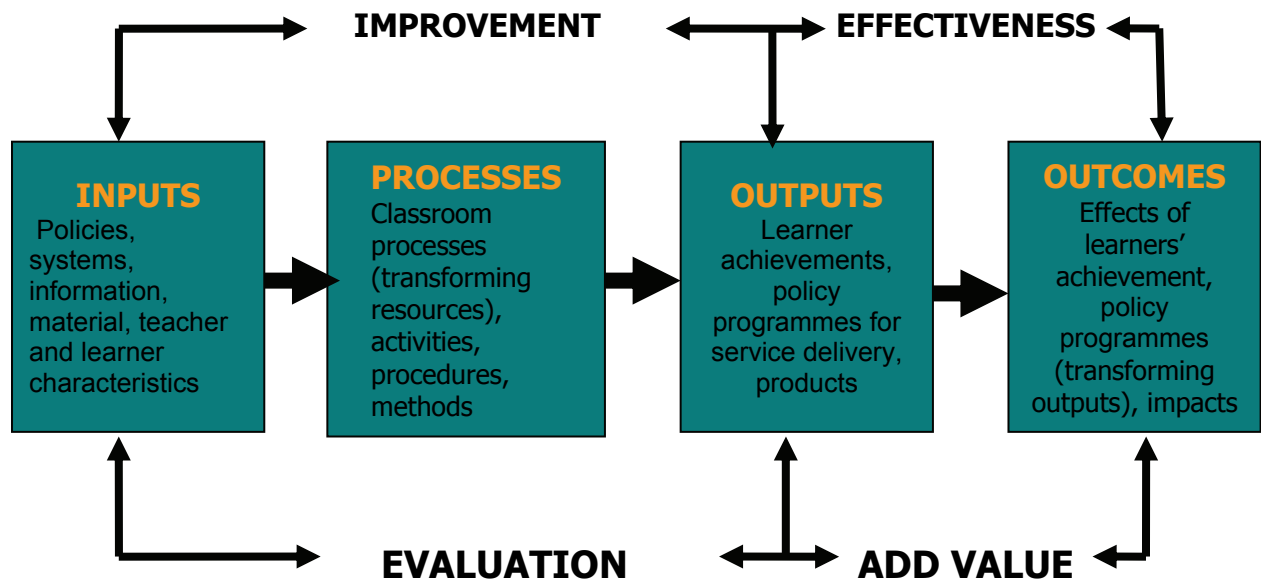 IMPROVEMENT
EFFECTIVENESS
INPUTS
Policies,
systems,
information,
material, teacher
and learner
characteristics
PROCESSES
Classroom
processes
(transforming
resources),
activities,
procedures,
methods
OUTPUTS
Learner
achievements,
policy
programmes for
service delivery,
products
OUTCOMES
Effects of
learners’
achievement,
policy
programmes
(transforming
outputs), impacts
EVALUATION
ADD VALUE